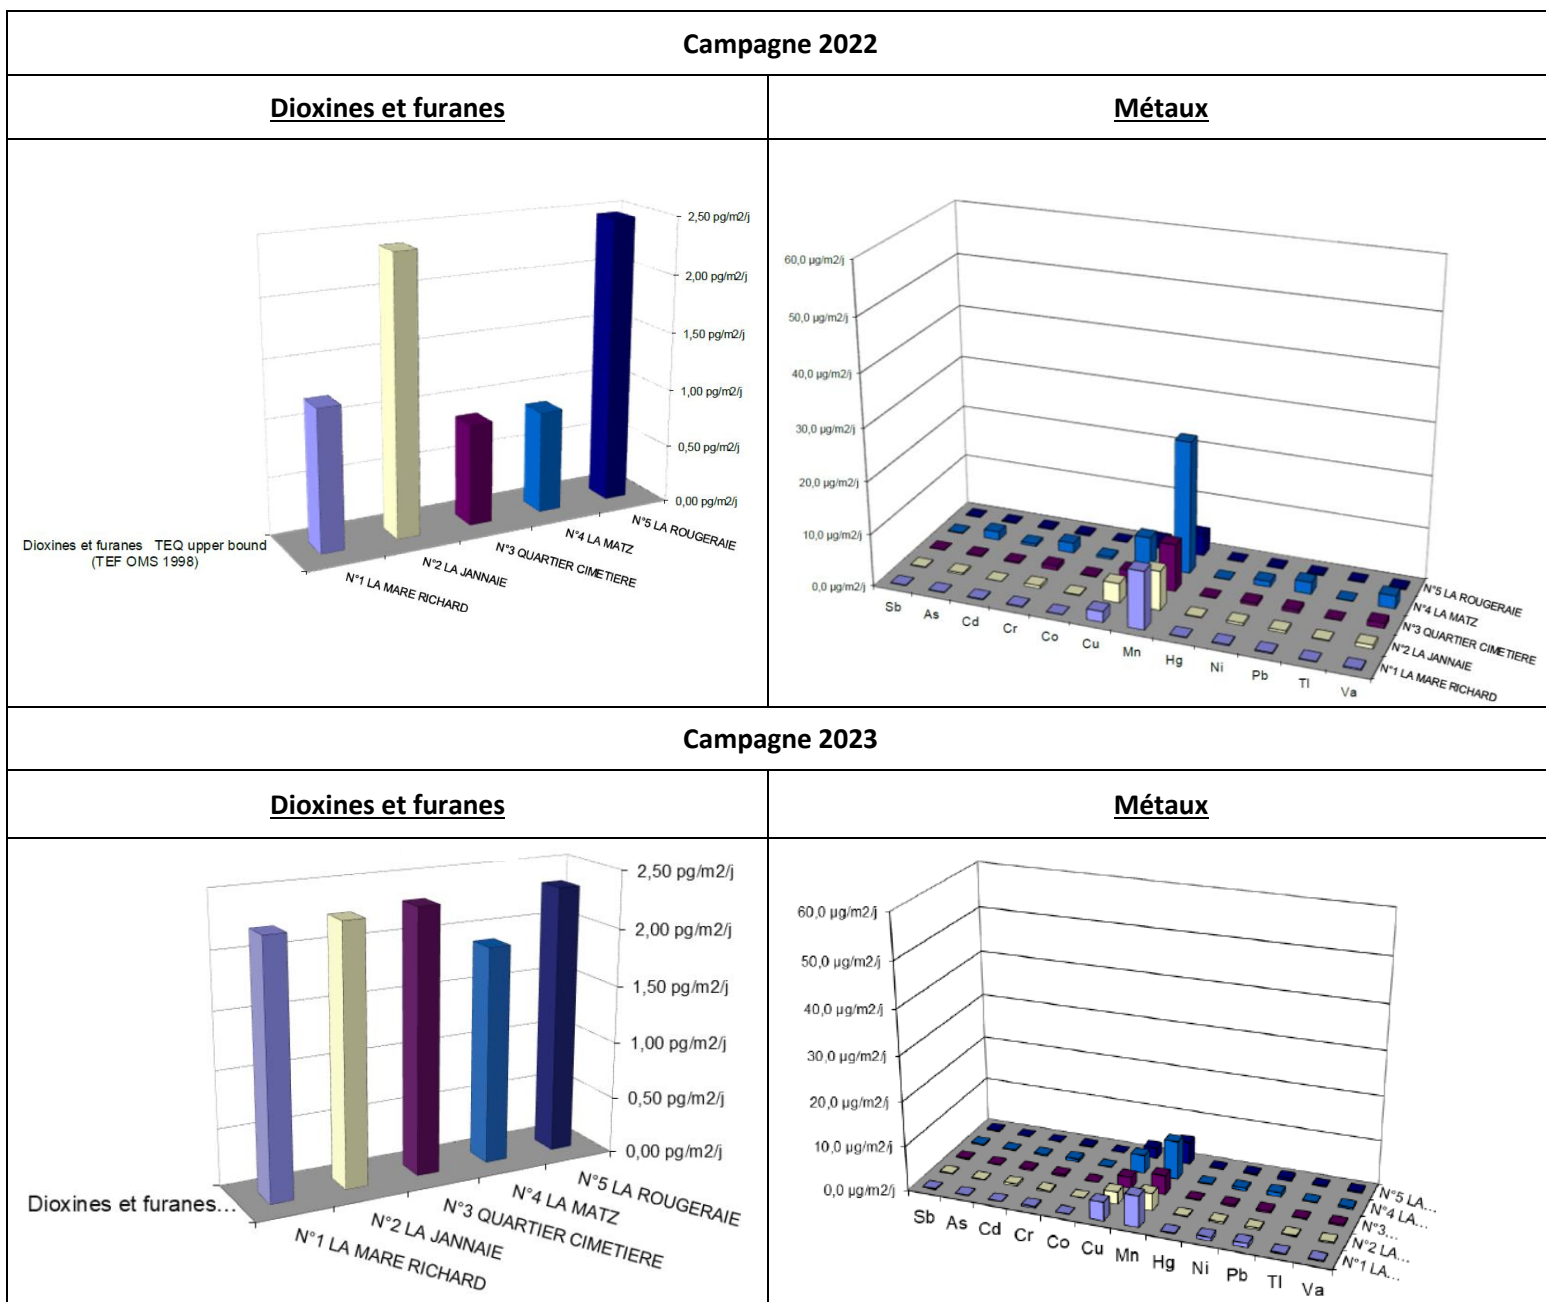 Campagne 2022
Dioxines et furanes
Métaux
2,50 pg/m2/j
2,00 pg/m2/j
1,50 pg/m2/j
1,00 pg/m2/j
0,50 pg/m2/j
0,00 pg/m2/j
Dioxines et furanes TEQ upper bound
(TEF OMS 1998)
N°1 LA MARE RICHARD
N°2 LA JANNAIE
N°3 QUARTIER CIMETIERE
N°4 LA MATZ
N°5 LA ROUGERAIE
60,0 µg/m2/j
50,0 µg/m2/j
40,0 µg/m2/j
30,0 µg/m2/j
20,0 µg/m2/j
10,0 µg/m2/j
0,0 µg/m2/j
Sb
As
Cd
Cr
Co
Cu
Mn
Hg
Ni
Pb
Tl
Va
N°5 LA ROUGERAIE
N°4 LA MATZ
N°3 QUARTIER CIMETIERE
N°2 LA JANNAIE
N°1 LA MARE RICHARD
Campagne 2023
Dioxines et furanes
Métaux
2,50 pg/m2/j
2,00 pg/m2/j
1,50 pg/m2/j
1,00 pg/m2/j
0,50 pg/m2/j
0,00 pg/m2/j
Dioxines et furanes...
N°1 LA MARE RICHARD
N°2 LA JANNAIE
N°3 QUARTIER CIMETIERE
N°4 LA MATZ
N°5 LA ROUGERAIE
60,0 µg/m2/j
50,0 µg/m2/j
40,0 µg/m2/j
30,0 µg/m2/j
20,0 µg/m2/j
10,0 µg/m2/j
0,0 µg/m2/j
Sb
As
Cd
Cr
Co
Cu
Mn
Hg
Ni
Pb
Tl
Va
N°5 LA...
N°4 LA...
N°3...
N°2 LA...
N°1 LA...